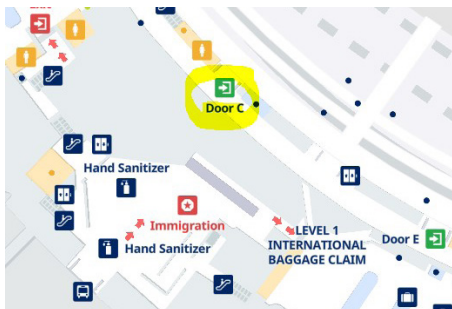 Door C
Hand Sanitizer
Immigration
Hand Sanitizer
LEVEL 1
INTERNATIONAL
BAGGAGE CLAIM
Door E